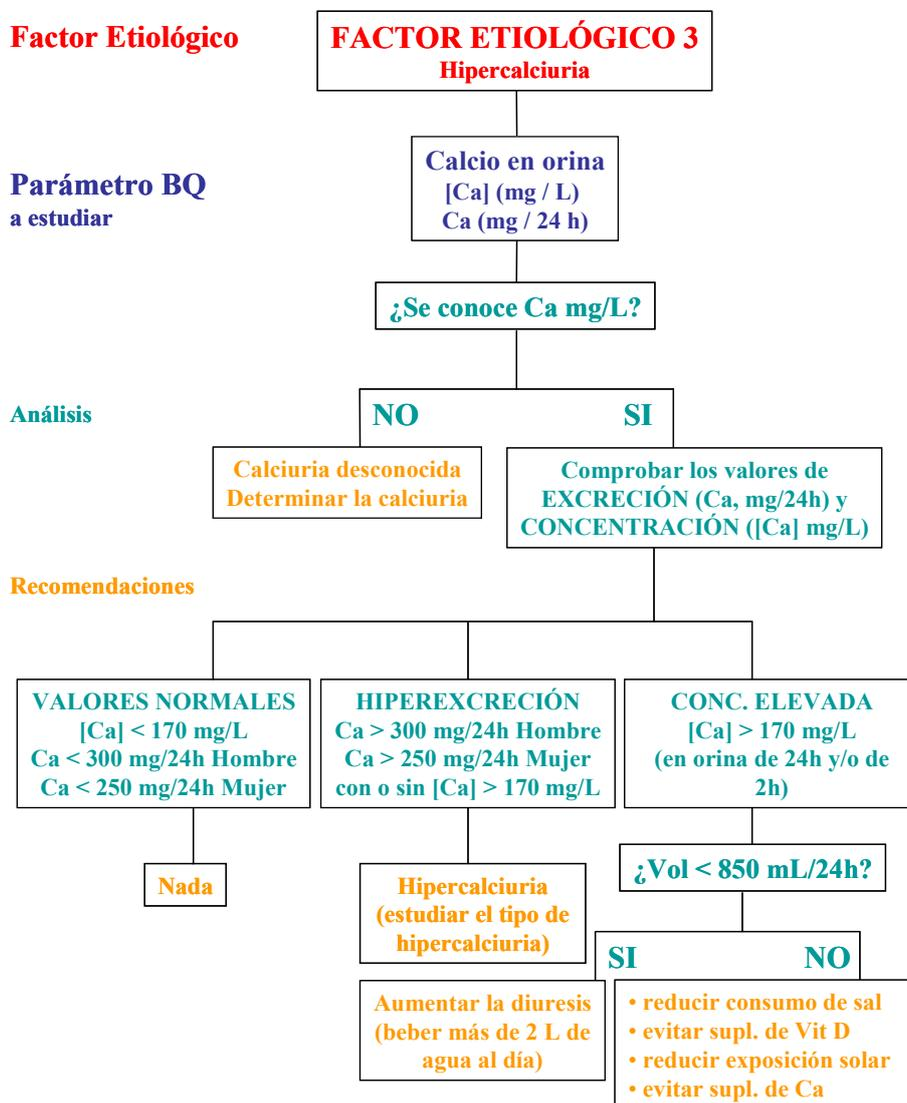 Factor Etiológico
FACTOR ETIOLÓGICO 3
Hipercalciuria
Parámetro BQ
a estudiar
Calcio en orina
[Ca] (mg / L)
Ca (mg / 24 h)
¿Se conoce Ca mg/L?
Análisis
NO
SI
Calciuria desconocida
Determinar la calciuria
Comprobar los valores de
EXCRECIÓN (Ca, mg/24h) y
CONCENTRACIÓN ([Ca] mg/L)
Recomendaciones
VALORES NORMALES
[Ca] < 170 mg/L
Ca < 300 mg/24h Hombre
Ca < 250 mg/24h Mujer
HIPEREXCRECIÓN
Ca > 300 mg/24h Hombre
Ca > 250 mg/24h Mujer
con o sin [Ca] > 170 mg/L
CONC. ELEVADA
[Ca] > 170 mg/L
(en orina de 24h y/o de
2h)
Nada
Hipercalciuria
(estudiar el tipo de
hipercalciuria)
¿Vol < 850 mL/24h?
SI
NO
Aumentar la diuresis
(beber más de 2 L de
agua al día)
• reducir consumo de sal
• evitar supl. de Vit D
• reducir exposición solar
• evitar supl. de Ca